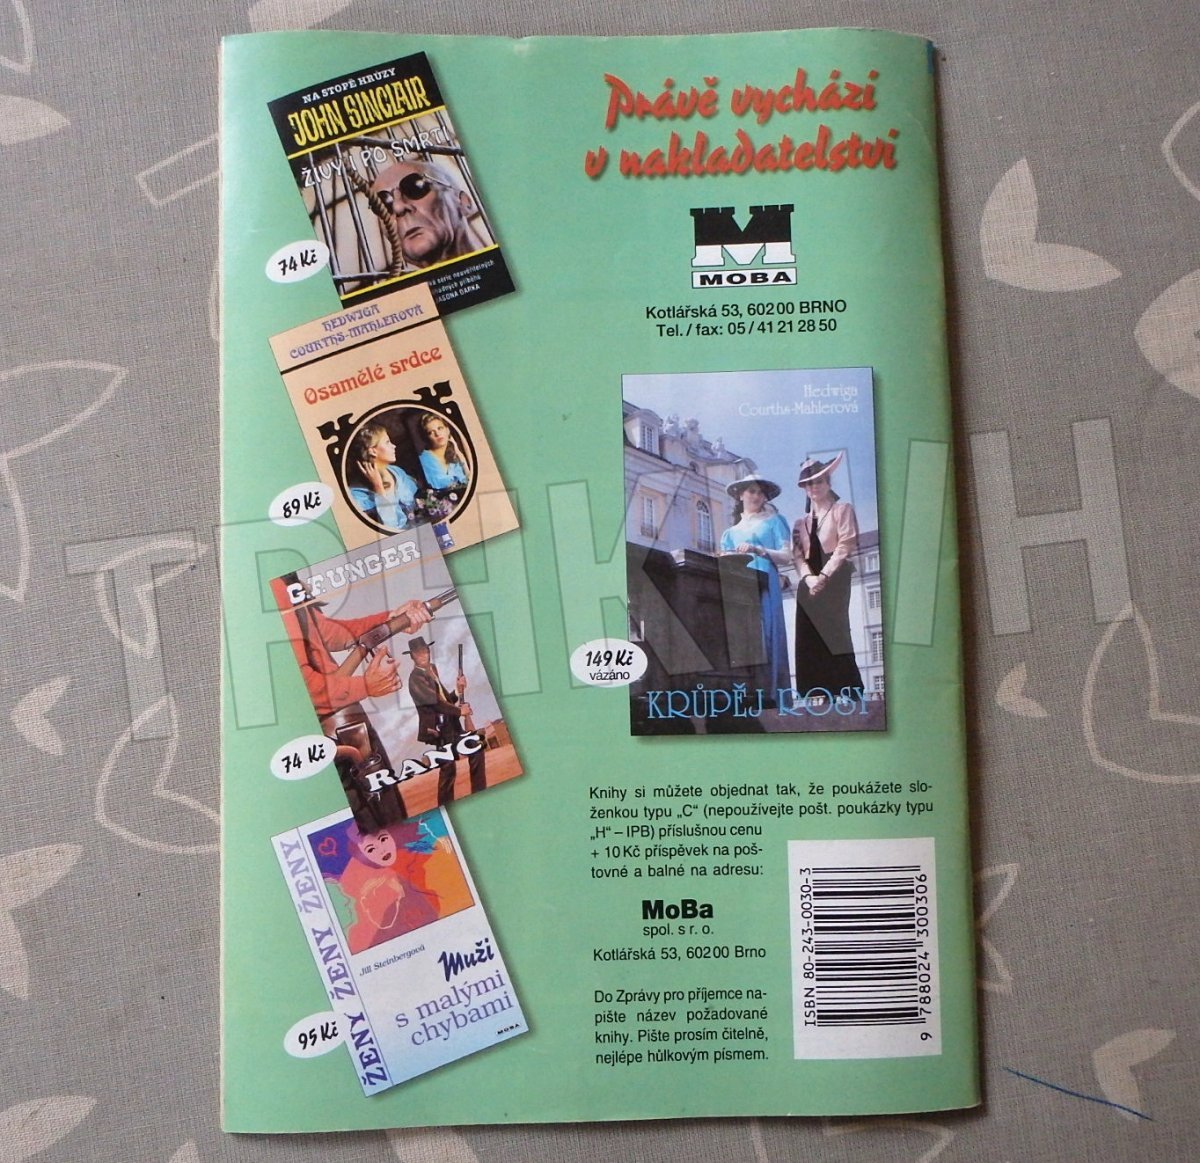 NA STOPĚ HRŮZY
JOHN SINCLAIR
ŽIVÝ I PO SMRTI
74 Kč
HEDWIGA
COURTHS-MAHLEROVÁ
Osamělé srdce
89 Kč
G.F. UNGER
RANČ
74 Kč
ŽENY ŽENY ŽENY ŽENY
Jill Steinbergová
Muži
s malými
chybami
MOBA
95 Kč
Právě vychází
v nakladatelství
M
MOBA
Kotlářská 53, 602 00 BRNO
Tel. / fax: 05 / 41 21 28 50
Hedwiga
Courths-Mahlerová
149 Kč
vázáno
KRŮPĚJ ROSY
Knihy si můžete objednat tak, že poukážete slo-
ženkou typu „C“ (nepoužívejte pošt. poukázky typu
„H“ – IPB) příslušnou cenu
+ 10 Kč příspěvek na poš-
tovné a balné na adresu:
MoBa
spol. s r. o.
Kotlářská 53, 602 00 Brno
Do Zprávy pro příjemce na-
pište název požadované
knihy. Pište prosím čitelně,
nejlépe hůlkovým písmem.
ISBN 80-243-0030-3
9 788024 300306
TRHKNIH